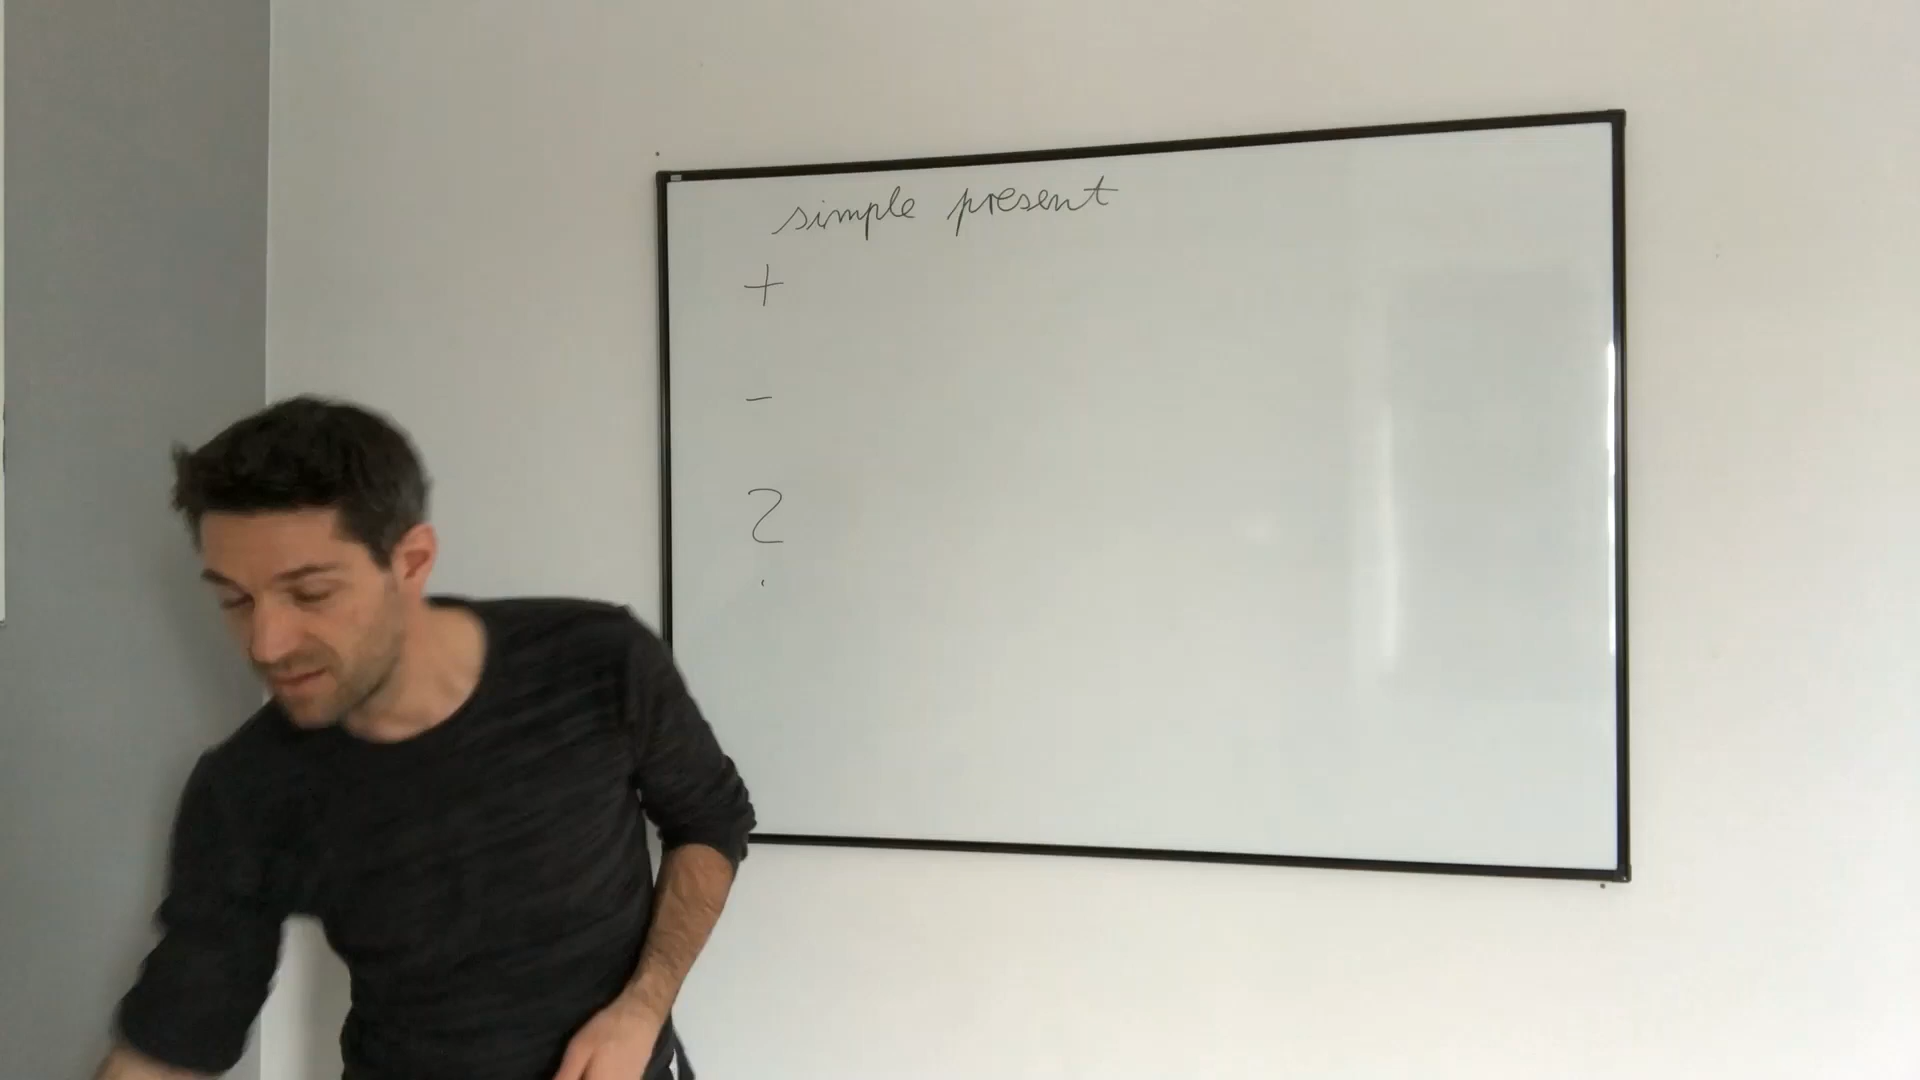 simple present
+
-
?